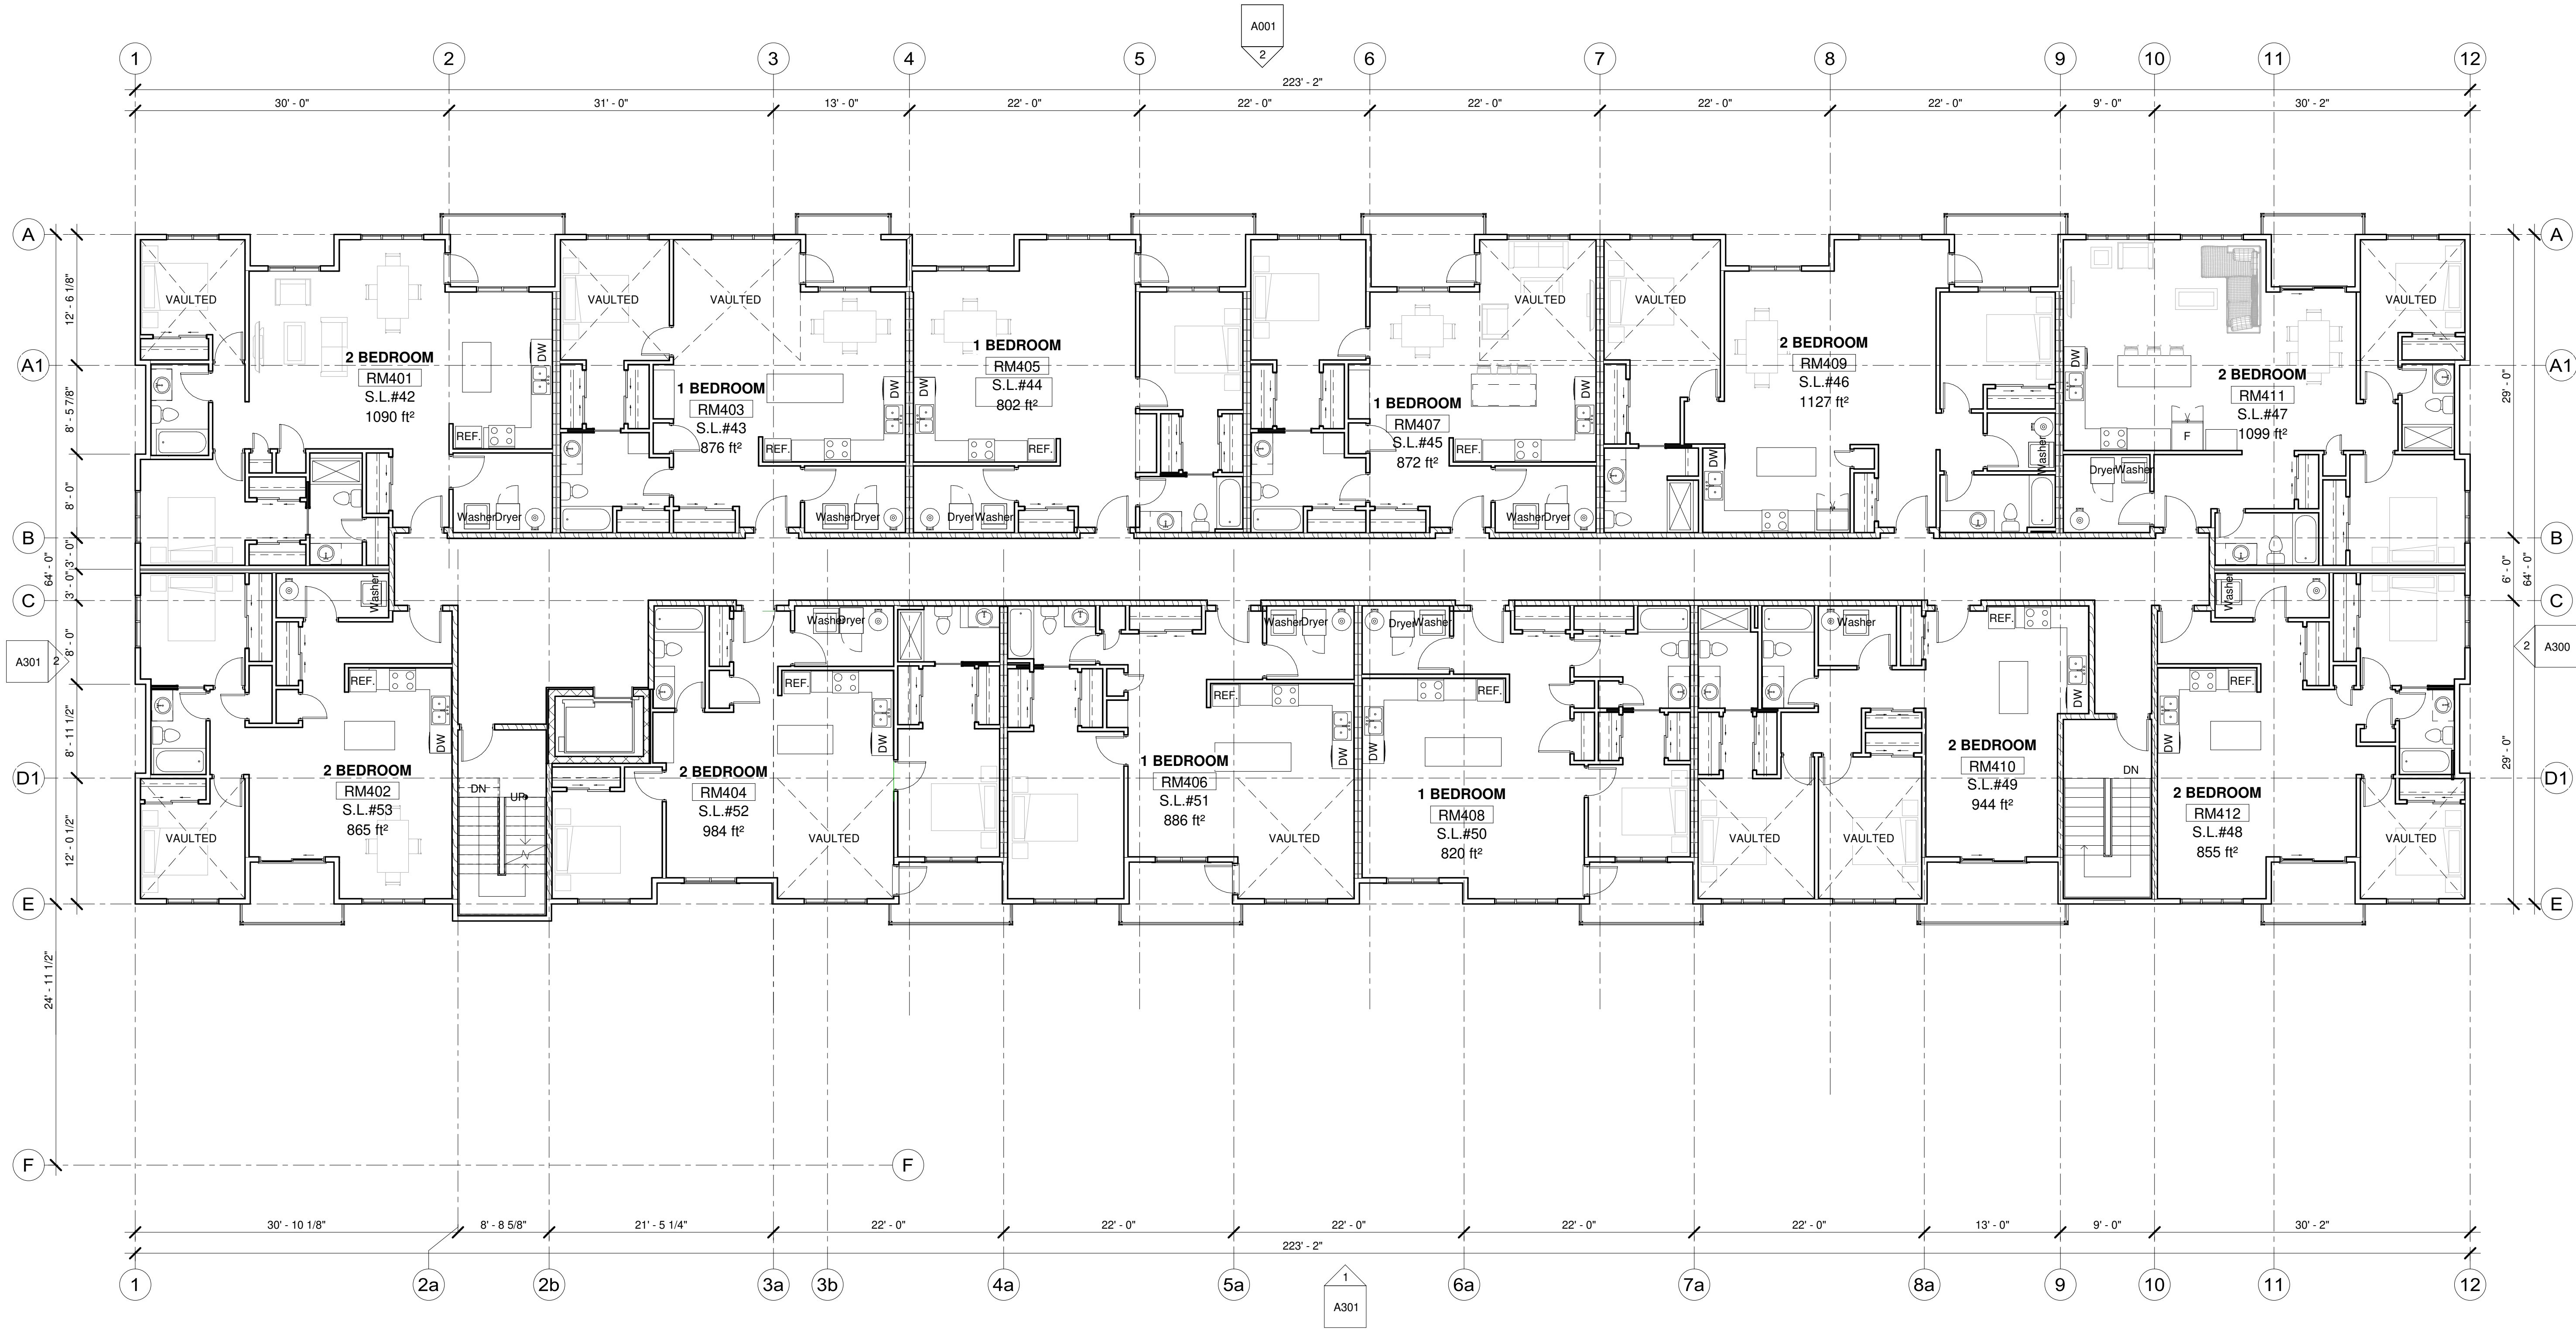 A001
2
1
2
3
4
5
6
7
8
9
10
11
12
223' - 2"
30' - 0"
31' - 0"
13' - 0"
22' - 0"
22' - 0"
22' - 0"
22' - 0"
22' - 0"
9' - 0"
30' - 2"
A
A
A1
A1
B
B
C
C
D1
D1
E
E
F
F
12' - 6 1/8"
8' - 5 7/8"
8' - 0"
3' - 0"
3' - 0"
64' - 0"
8' - 0"
8' - 11 1/2"
12' - 0 1/2"
24' - 11 1/2"
29' - 0"
6' - 0"
64' - 0"
29' - 0"
A301
2
2
A300
VAULTED
2 BEDROOM
RM401
S.L.#42
1090 ft²
DW
REF.
Washer
Dryer
VAULTED
VAULTED
1 BEDROOM
RM403
S.L.#43
876 ft²
DW
REF.
Washer
Dryer
1 BEDROOM
RM405
S.L.#44
802 ft²
DW
REF.
Dryer
Washer
VAULTED
1 BEDROOM
RM407
S.L.#45
872 ft²
DW
REF.
Washer
Dryer
VAULTED
2 BEDROOM
RM409
S.L.#46
1127 ft²
DW
Washer
2 BEDROOM
RM411
S.L.#47
1099 ft²
DW
F
Dryer
Washer
VAULTED
Washer
REF.
DW
2 BEDROOM
RM402
S.L.#53
865 ft²
VAULTED
DN
UP
Washer
Dryer
REF.
DW
2 BEDROOM
RM404
S.L.#52
984 ft²
VAULTED
Washer
Dryer
REF.
DW
1 BEDROOM
RM406
S.L.#51
886 ft²
VAULTED
Dryer
Washer
REF.
DW
1 BEDROOM
RM408
S.L.#50
820 ft²
Washer
REF.
DW
2 BEDROOM
RM410
S.L.#49
944 ft²
VAULTED
VAULTED
DN
Washer
REF.
DW
2 BEDROOM
RM412
S.L.#48
855 ft²
VAULTED
30' - 10 1/8"
8' - 8 5/8"
21' - 5 1/4"
22' - 0"
22' - 0"
22' - 0"
22' - 0"
22' - 0"
13' - 0"
9' - 0"
30' - 2"
223' - 2"
1
2a
2b
3a
3b
4a
5a
6a
7a
8a
9
10
11
12
1
A301